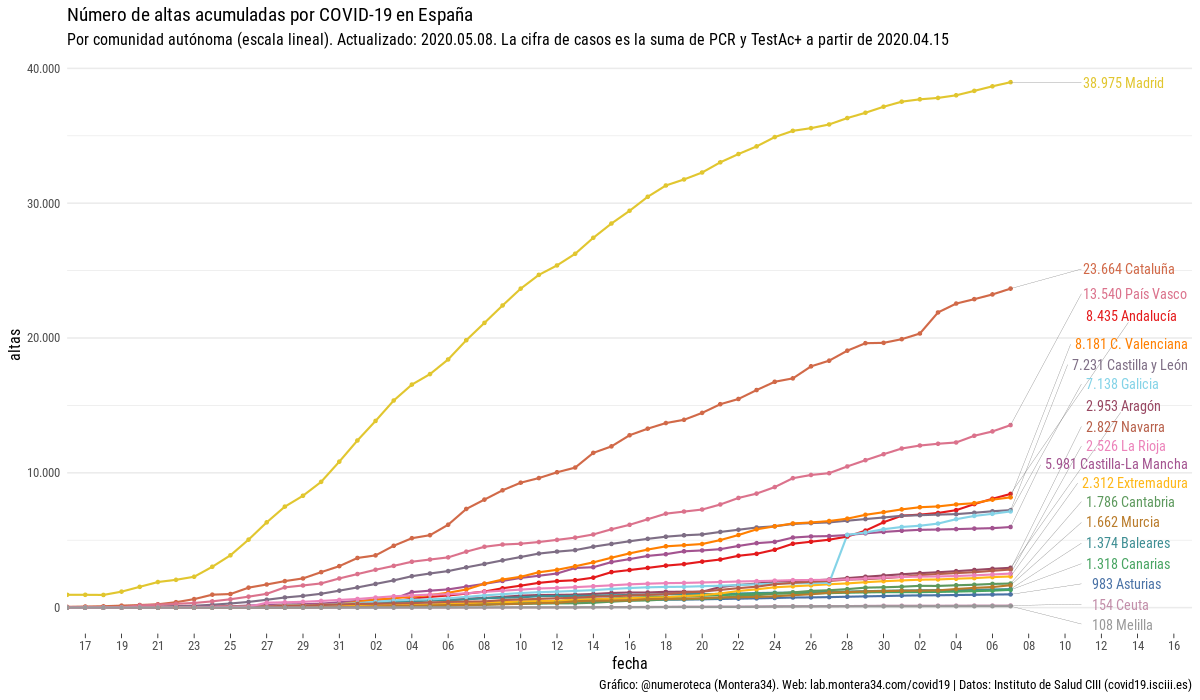 Número de altas acumuladas por COVID-19 en España
Por comunidad autónoma (escala lineal). Actualizado: 2020.05.08. La cifra de casos es la suma de PCR y TestAc+ a partir de 2020.04.15
altas
40.000
30.000
20.000
10.000
0
38.975 Madrid
23.664 Cataluña
13.540 País Vasco
8.435 Andalucía
8.181 C. Valenciana
7.231 Castilla y León
7.138 Galicia
2.953 Aragón
2.827 Navarra
2.526 La Rioja
5.981 Castilla-La Mancha
2.312 Extremadura
1.786 Cantabria
1.662 Murcia
1.374 Baleares
1.318 Canarias
983 Asturias
154 Ceuta
108 Melilla
17 19 21 23 25 27 29 31 02 04 06 08 10 12 14 16 18 20 22 24 26 28 30 02 04 06 08 10 12 14 16
fecha
Gráfico: @numeroteca (Montera34). Web: lab.montera34.com/covid19 | Datos: Instituto de Salud CIII (covid19.isciii.es)